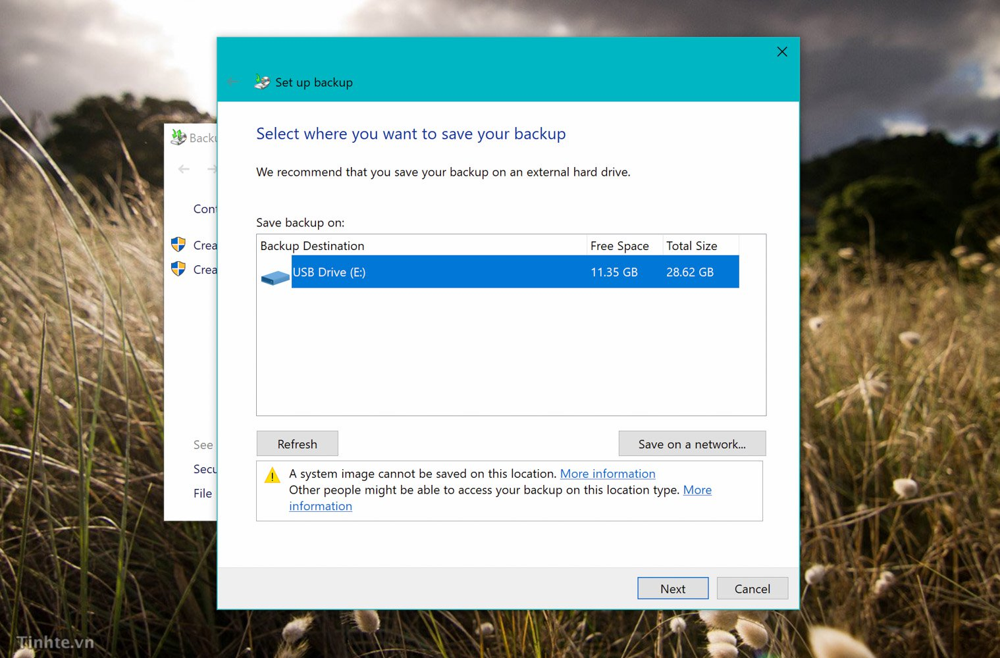 Set up backup
Select where you want to save your backup
We recommend that you save your backup on an external hard drive.
Save backup on:
Backup Destination Free Space Total Size
USB Drive (E:) 11.35 GB 28.62 GB
Refresh Save on a network...
A system image cannot be saved on this location. More information
Other people might be able to access your backup on this location type. More
information
Next Cancel
Backu
Cont
Crea
Crea
See
Secu
File
Tinhte.vn